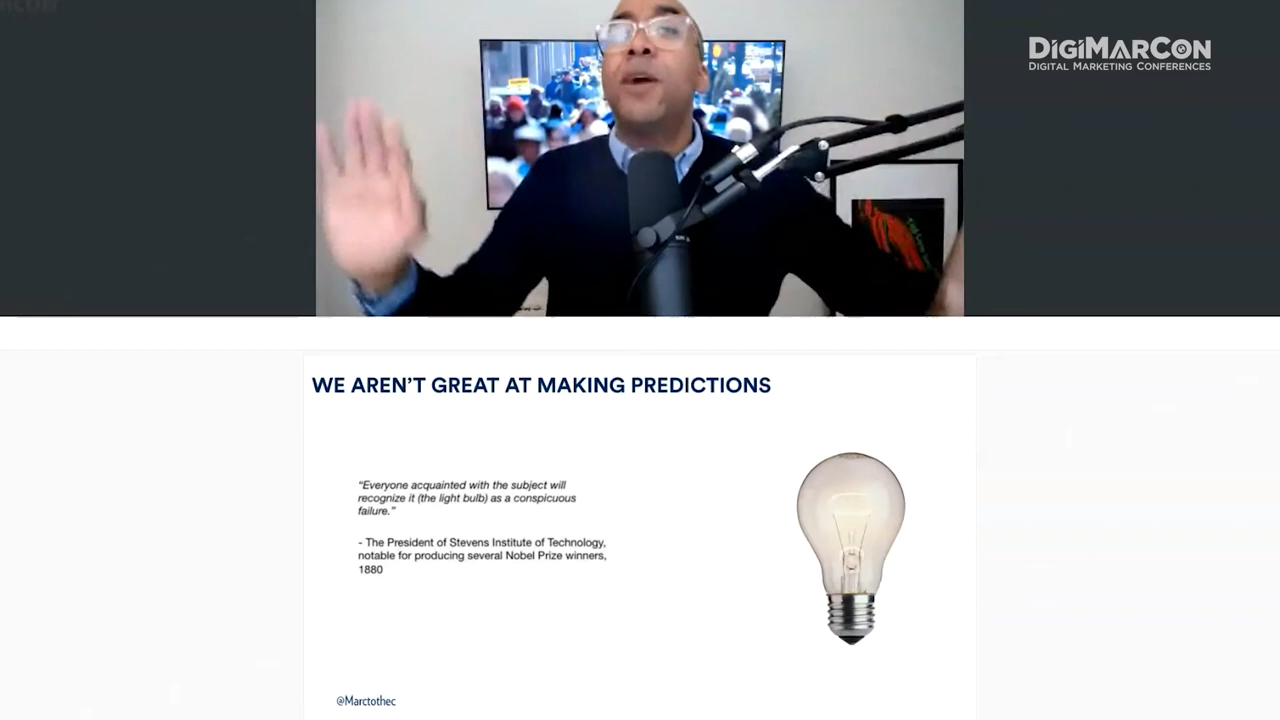 DIGIMARCON
DIGITAL MARKETING CONFERENCES
WE AREN'T GREAT AT MAKING PREDICTIONS
“Everyone acquainted with the subject will
recognize it (the light bulb) as a conspicuous
failure.”
- The President of Stevens Institute of Technology,
notable for producing several Nobel Prize winners,
1880
@Marctothec